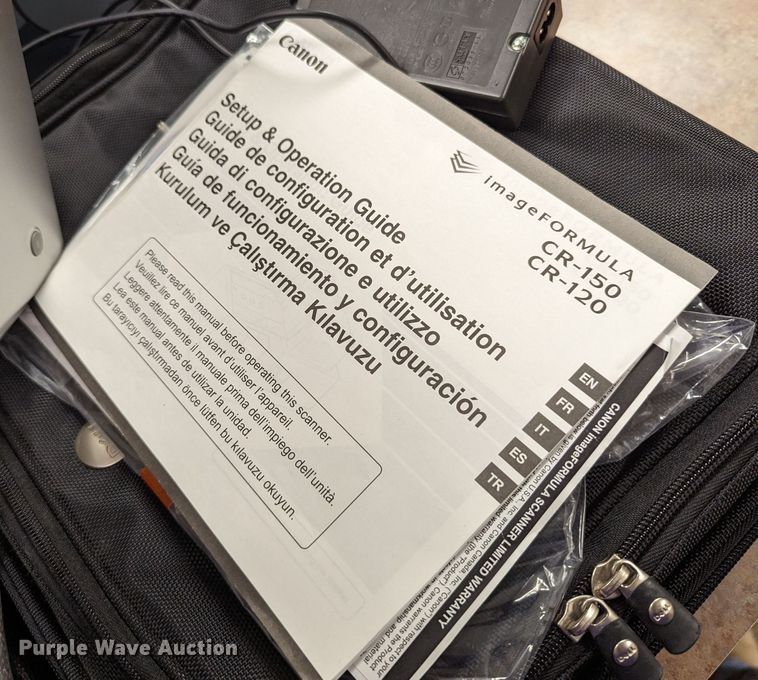 Canon
imageFORMULA
CR-150
CR-120
Setup & Operation Guide
Guide de configuration et d'utilisation
Guida di configurazione e utilizzo
Guía de funcionamiento y configuración
Kurulum ve Çalıştırma Kılavuzu
Please read this manual before operating this scanner.
Veuillez lire ce manuel avant d'utiliser l'appareil.
Leggere attentamente il manuale prima dell'impiego dell'unità.
Lea este manual antes de utilizar la unidad.
Bu tarayıcıyı çalıştırmadan önce lütfen bu kılavuzu okuyun.
EN
FR
IT
ES
TR
CANON imageFORMULA SCANNER LIMITED WARRANTY
Purple Wave Auction